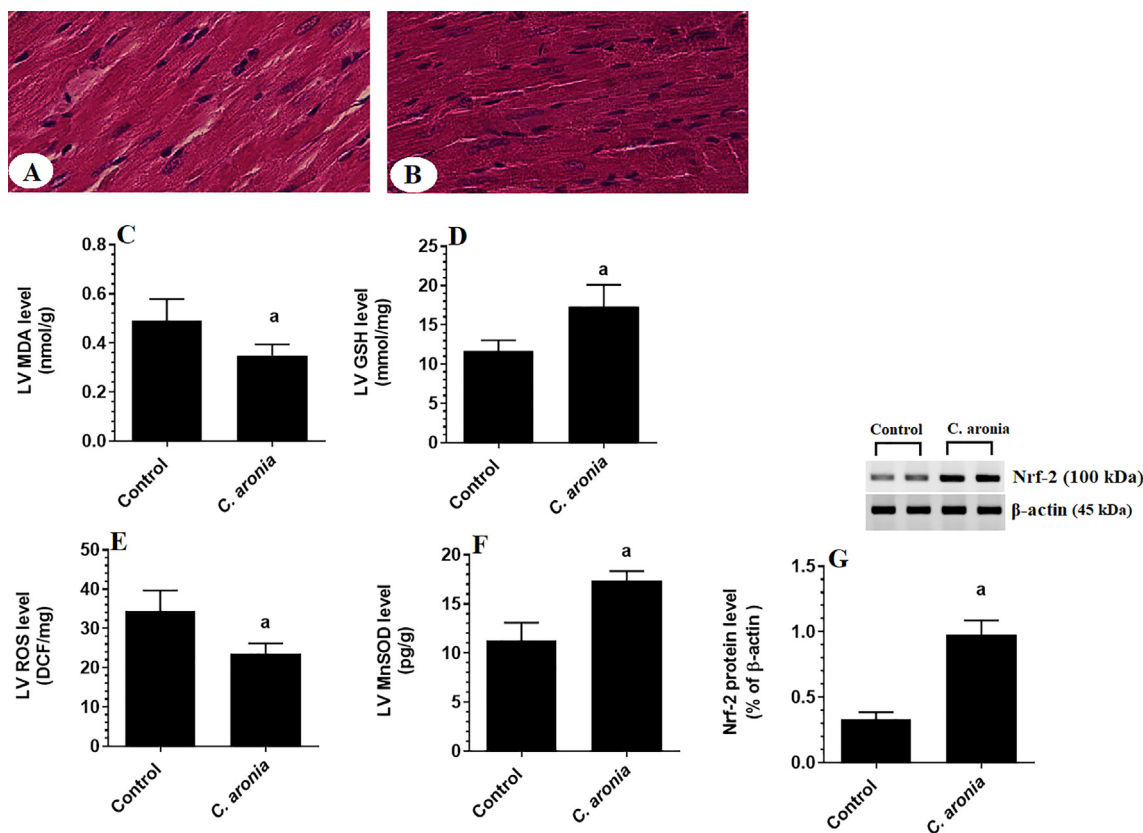 A
B
C
LV MDA level
(nmol/g)
0.8
0.6
0.4
0.2
0.0
a
Control
C. aronia
D
LV GSH level
(mmol/mg)
25
20
15
10
5
0
a
Control
C. aronia
Control
C. aronia
Nrf-2 (100 kDa)
β-actin (45 kDa)
E
LV ROS level
(DCF/mg)
50
40
30
20
10
0
a
Control
C. aronia
F
LV MnSOD level
(pg/g)
20
15
10
5
0
a
Control
C. aronia
G
Nrf-2 protein level
(% of β-actin )
1.5
1.0
0.5
0.0
a
Control
C. aronia